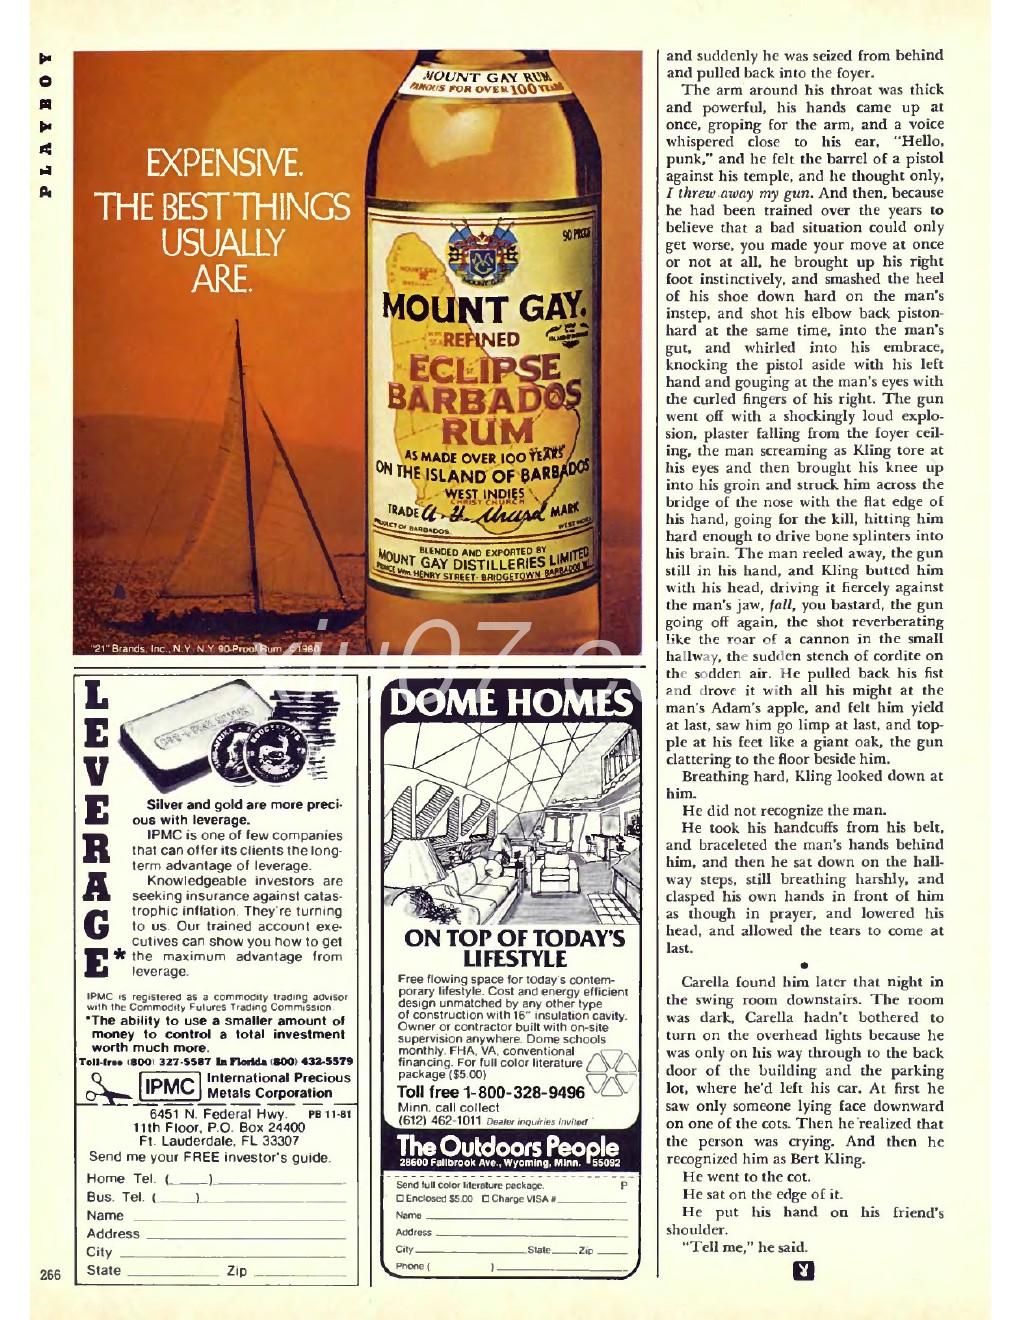 PLAYBOY
EXPENSIVE.
THE BEST THINGS
USUALLY
ARE.
MOUNT GAY RUM
FAMOUS FOR OVER 100 YEARS
90 PROOF
MOUNT GAY.
REFINED
ECLIPSE
BARBADOS
RUM
AS MADE OVER 100 YEARS
ON THE ISLAND OF BARBADOS
WEST INDIES
CHRIST CHURCH
TRADE MARK
PRODUCT OF BARBADOS
WEST INDIES
BLENDED AND EXPORTED BY
MOUNT GAY DISTILLERIES LIMITED
PRINCE Wm. HENRY STREET· BRIDGETOWN BARBADOS W.I.
"21" Brands, Inc., N.Y. N.Y. 90-Proof Rum, © 1980
LEVERAGE*
Silver and gold are more preci-
ous with leverage.
IPMC is one of few companies
that can offer its clients the long-
term advantage of leverage.
Knowledgeable investors are
seeking insurance against catas-
trophic inflation. They're turning
to us. Our trained account exe-
cutives can show you how to get
the maximum advantage from
leverage.
IPMC is registered as a commodity trading advisor
with the Commodity Futures Trading Commission.
*The ability to use a smaller amount of
money to control a total investment
worth much more.
Toll-free (800) 327-5587 In Florida (800) 432-5579
IPMC
International Precious
Metals Corporation
6451 N. Federal Hwy. PB 11-81
11th Floor, P.O. Box 24400
Ft. Lauderdale, FL 33307
Send me your FREE investor's guide.
Home Tel. ( )
Bus. Tel. ( )
Name
Address
City
State Zip
DOME HOMES
ON TOP OF TODAY'S
LIFESTYLE
Free flowing space for today's contem-
porary lifestyle. Cost and energy efficient
design unmatched by any other type
of construction with 16" insulation cavity.
Owner or contractor built with on-site
supervision anywhere. Dome schools
monthly. FHA, VA, conventional
financing. For full color literature
package ($5.00)
Toll free 1-800-328-9496
Minn. call collect
(612) 462-1011 Dealer inquiries invited
The Outdoors People
28600 Fallbrook Ave., Wyoming, Minn. 55092
Send full color literature package. P
Enclosed $5.00 Charge VISA #
Name
Address
City State Zip
Phone ( )
and suddenly he was seized from behind
and pulled back into the foyer.
The arm around his throat was thick
and powerful, his hands came up at
once, groping for the arm, and a voice
whispered close to his ear, "Hello,
punk," and he felt the barrel of a pistol
against his temple, and he thought only,
I threw away my gun. And then, because
he had been trained over the years to
believe that a bad situation could only
get worse, you made your move at once
or not at all, he brought up his right
foot instinctively, and smashed the heel
of his shoe down hard on the man's
instep, and shot his elbow back piston-
hard at the same time, into the man's
gut, and whirled into his embrace,
knocking the pistol aside with his left
hand and gouging at the man's eyes with
the curled fingers of his right. The gun
went off with a shockingly loud explo-
sion, plaster falling from the foyer ceil-
ing, the man screaming as Kling tore at
his eyes and then brought his knee up
into his groin and struck him across the
bridge of the nose with the flat edge of
his hand, going for the kill, hitting him
hard enough to drive bone splinters into
his brain. The man reeled away, the gun
still in his hand, and Kling butted him
with his head, driving it fiercely against
the man's jaw, fall, you bastard, the gun
going off again, the shot reverberating
like the roar of a cannon in the small
hallway, the sudden stench of cordite on
the sodden air. He pulled back his fist
and drove it with all his might at the
man's Adam's apple, and felt him yield
at last, saw him go limp at last, and top-
ple at his feet like a giant oak, the gun
clattering to the floor beside him.
Breathing hard, Kling looked down at
him.
He did not recognize the man.
He took his handcuffs from his belt,
and braceleted the man's hands behind
him, and then he sat down on the hall-
way steps, still breathing harshly, and
clasped his own hands in front of him
as though in prayer, and lowered his
head, and allowed the tears to come at
last.
•
Carella found him later that night in
the swing room downstairs. The room
was dark, Carella hadn't bothered to
turn on the overhead lights because he
was only on his way through to the back
door of the building and the parking
lot, where he'd left his car. At first he
saw only someone lying face downward
on one of the cots. Then he realized that
the person was crying. And then he
recognized him as Bert Kling.
He went to the cot.
He sat on the edge of it.
He put his hand on his friend's
shoulder.
"Tell me," he said.
266